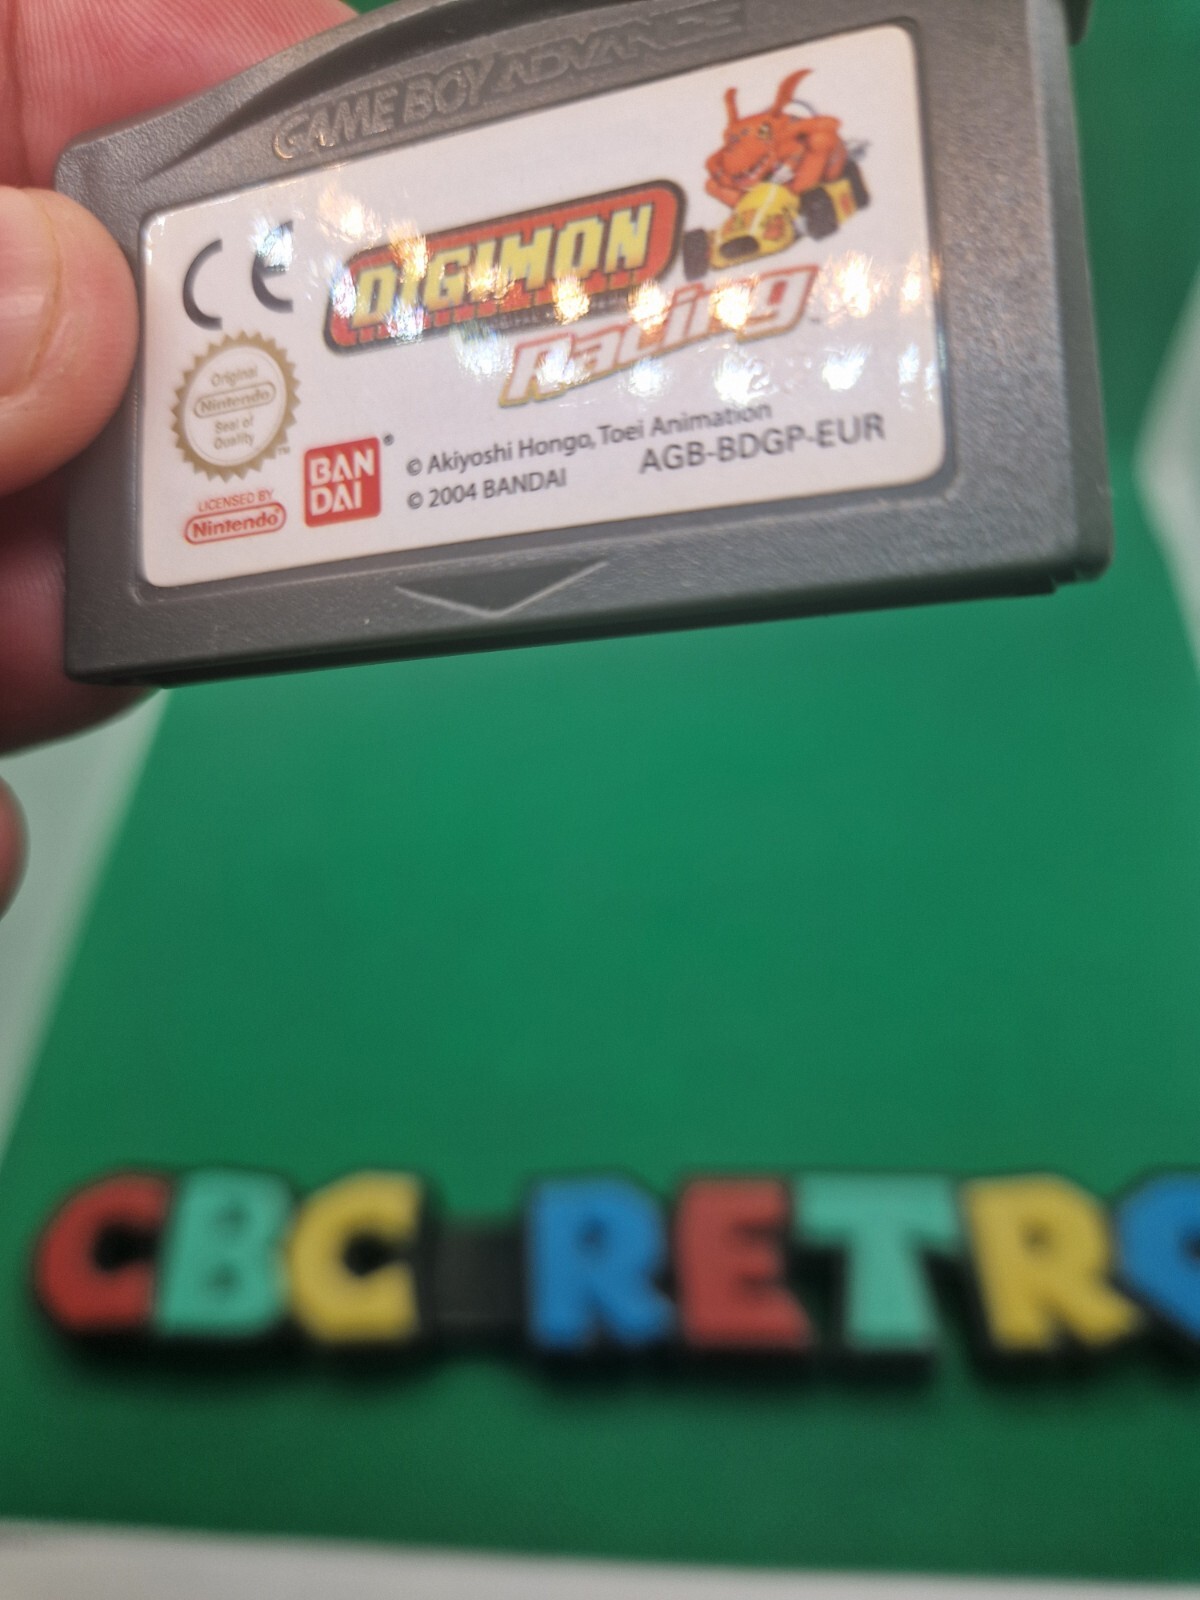 GAME BOY ADVANCE
CE
DIGIMON
Racing
Original
Nintendo
Seal of
Quality
TM
LICENSED BY
Nintendo®
BAN
DAI
®
© Akiyoshi Hongo, Toei Animation
© 2004 BANDAI
AGB-BDGP-EUR
CBC RETRO